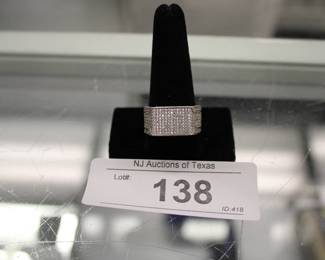 NJ Auctions of Texas
Lot#:
138
ID:418